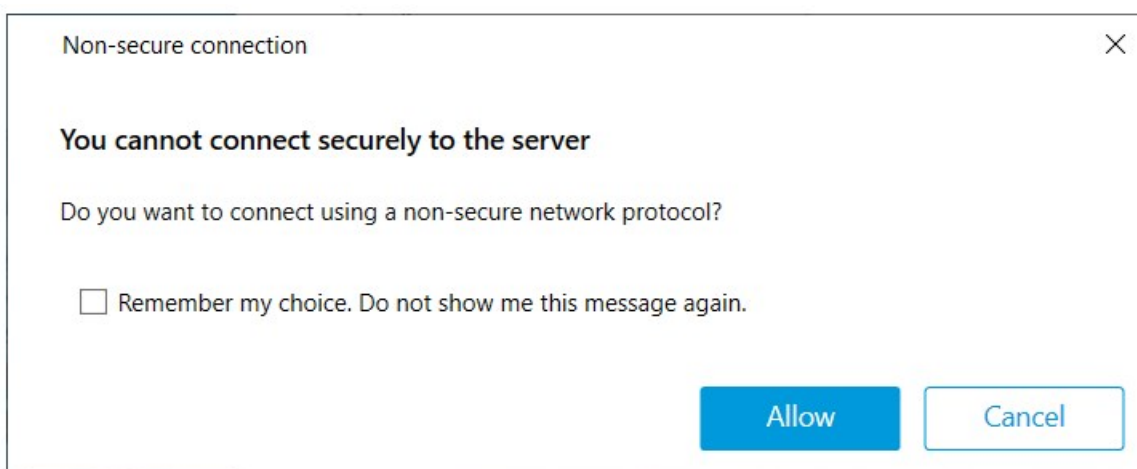 Non-secure connection
You cannot connect securely to the server
Do you want to connect using a non-secure network protocol?
Remember my choice. Do not show me this message again.
Allow
Cancel